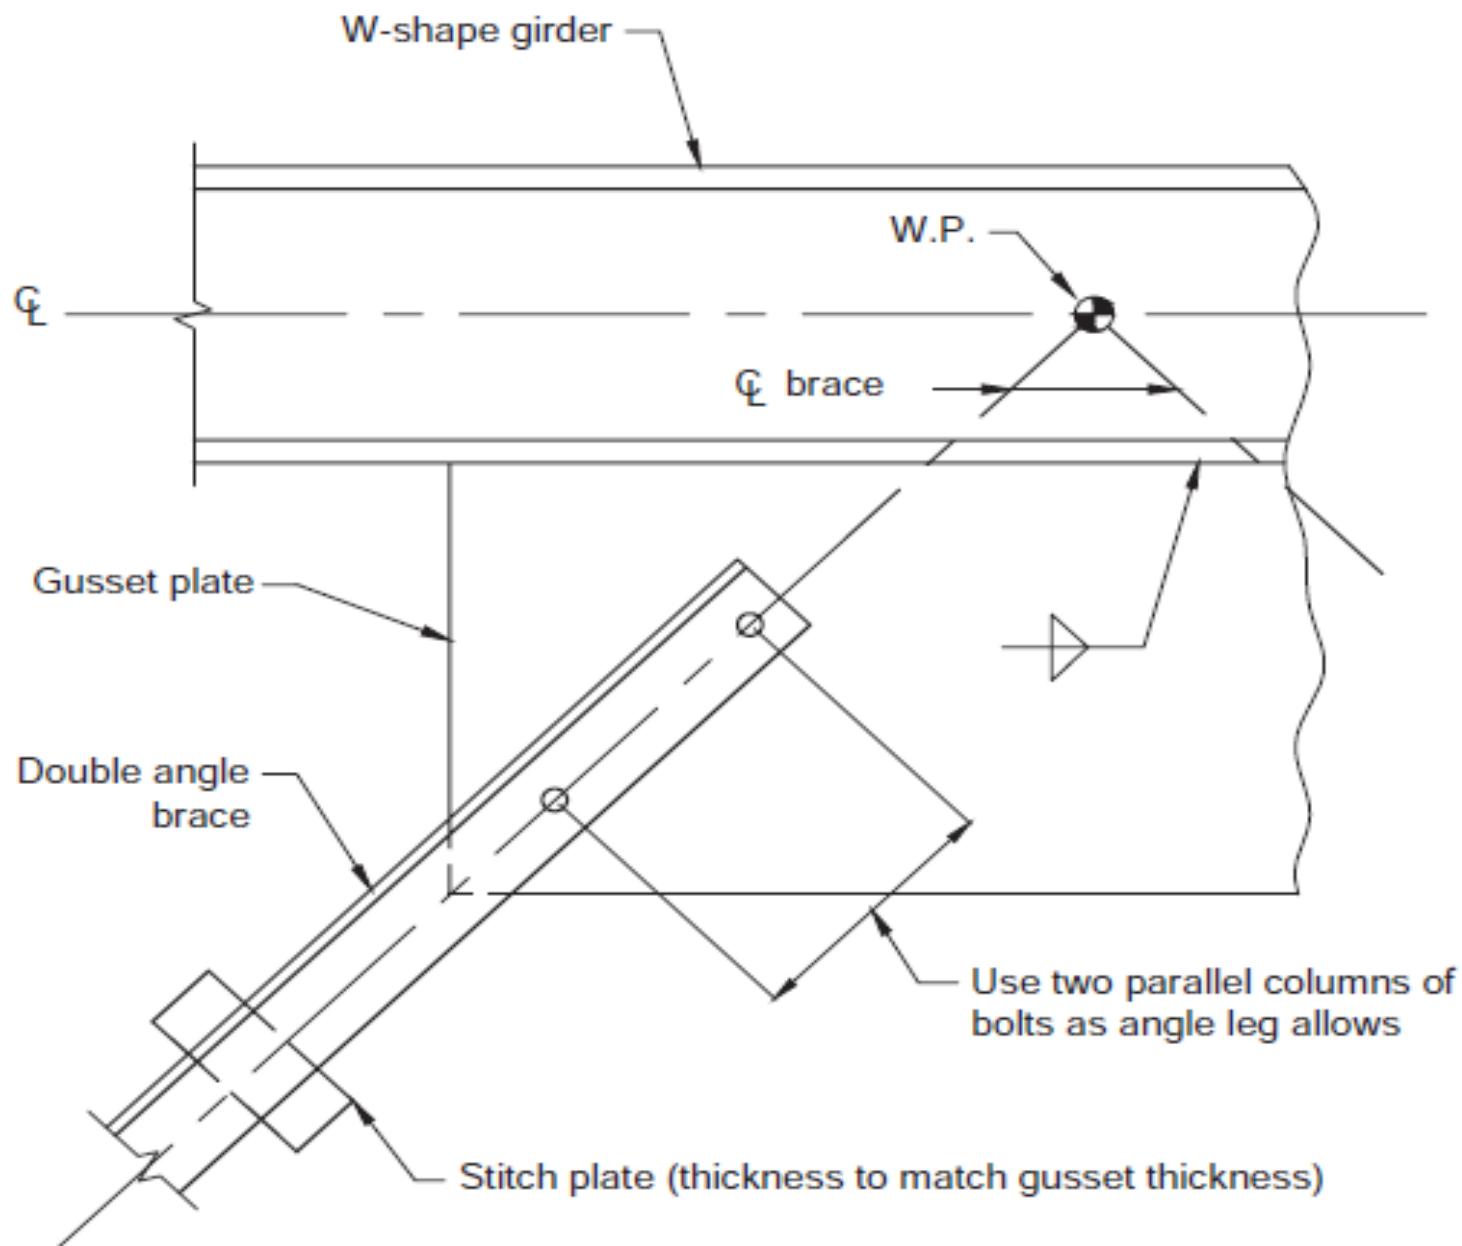 W-shape girder
W.P.
℄
℄ brace
Gusset plate
Double angle
brace
Use two parallel columns of
bolts as angle leg allows
Stitch plate (thickness to match gusset thickness)